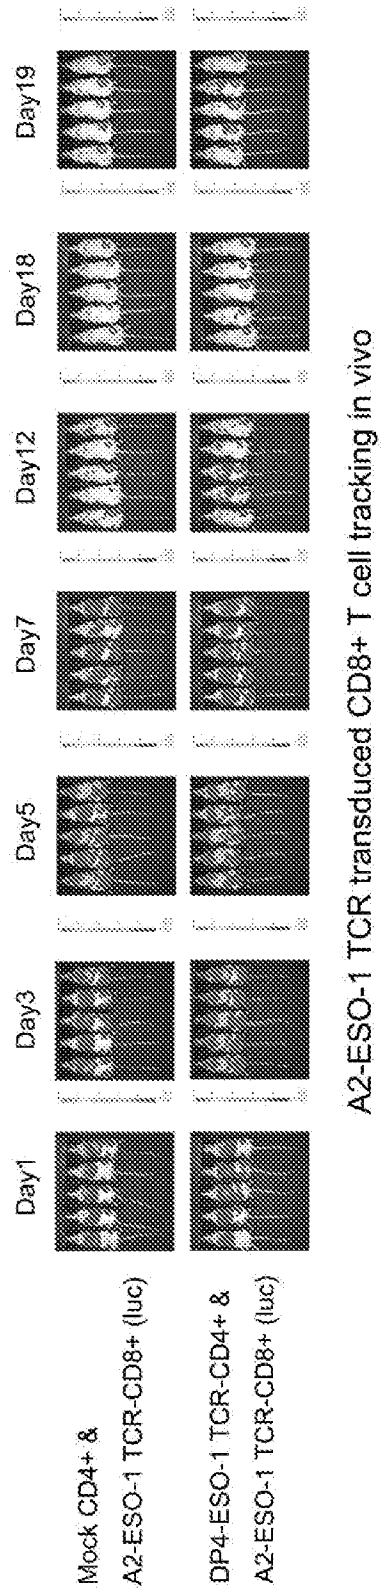 Day1
Day3
Day5
Day7
Day12
Day18
Day19
Mock CD4+ &
A2-ESO-1 TCR-CD8+ (luc)
DP4-ESO-1 TCR-CD4+ &
A2-ESO-1 TCR-CD8+ (luc)
A2-ESO-1 TCR transduced CD8+ T cell tracking in vivo